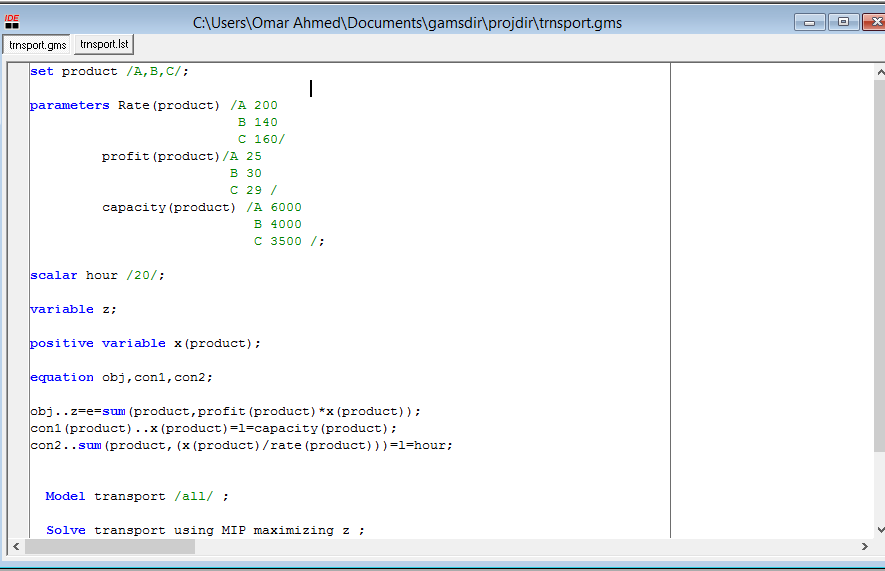 IDE
C:\Users\Omar Ahmed\Documents\gamsdir\projdir\trnsport.gms
trnsport.gms trnsport.lst
set product /A,B,C/;
parameters Rate(product) /A 200
B 140
C 160/
profit(product)/A 25
B 30
C 29 /
capacity(product) /A 6000
B 4000
C 3500 /;
scalar hour /20/;
variable z;
positive variable x(product);
equation obj,con1,con2;
obj..z=e=sum(product,profit(product)*x(product));
con1(product)..x(product)=l=capacity(product);
con2..sum(product,(x(product)/rate(product)))=l=hour;
Model transport /all/ ;
Solve transport using MIP maximizing z ;